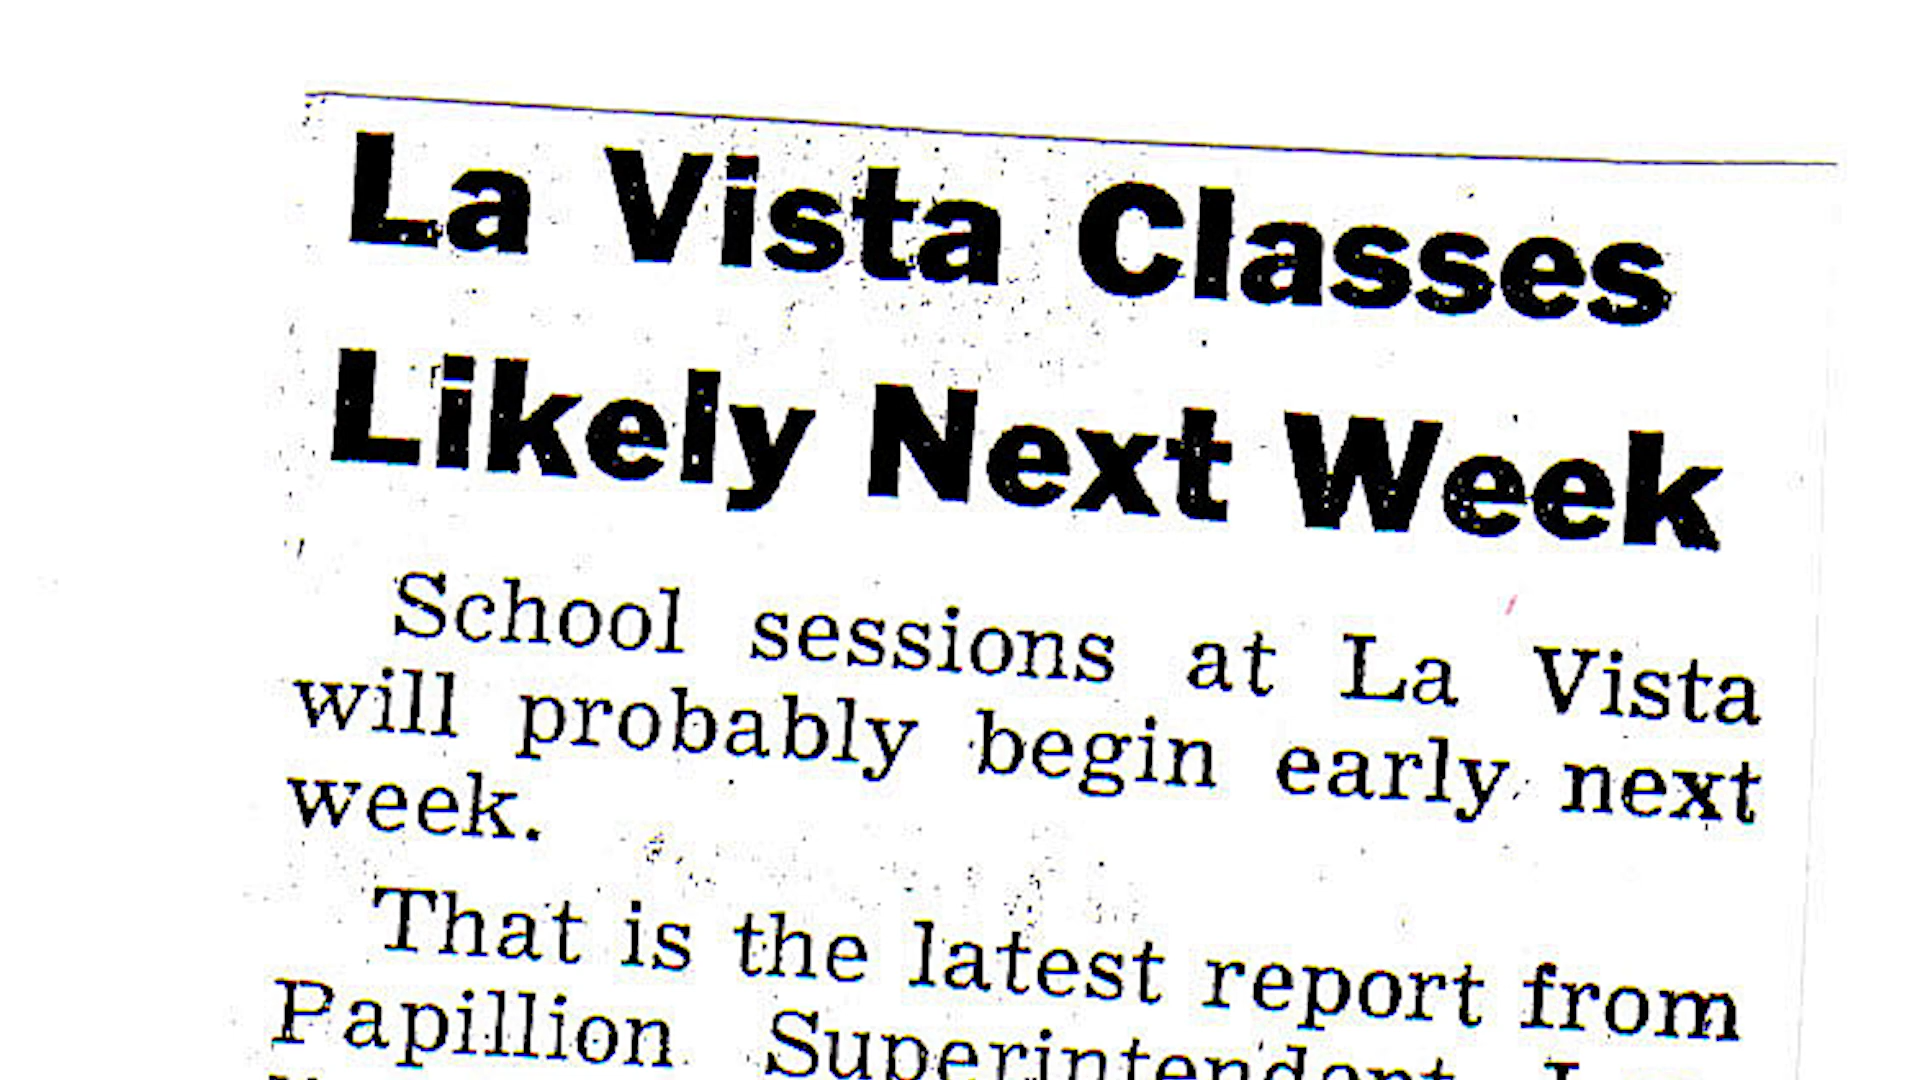 La Vista Classes
Likely Next Week
School sessions at La Vista
will probably begin early next
week.
That is the latest report from
Papillion Superintendent